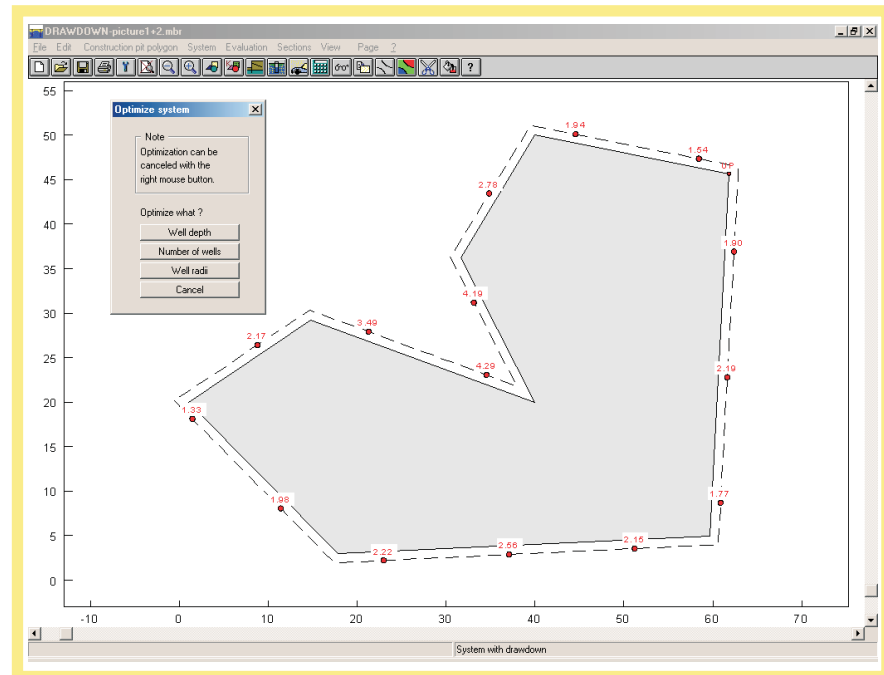 DRAWDOWN-picture1+2.mbr
File Edit Construction pit polygon System Evaluation Sections View Page ?
?
Optimize system
Note
Optimization can be
canceled with the
right mouse button.
Optimize what ?
Well depth
Number of wells
Well radii
Cancel
55
50
45
40
35
30
25
20
15
10
5
0
1.94
1.54
UP
2.78
1.90
4.19
3.49
2.17
4.29
2.19
1.33
1.98
1.77
2.22
2.56
2.15
-10 0 10 20 30 40 50 60 70
System with drawdown